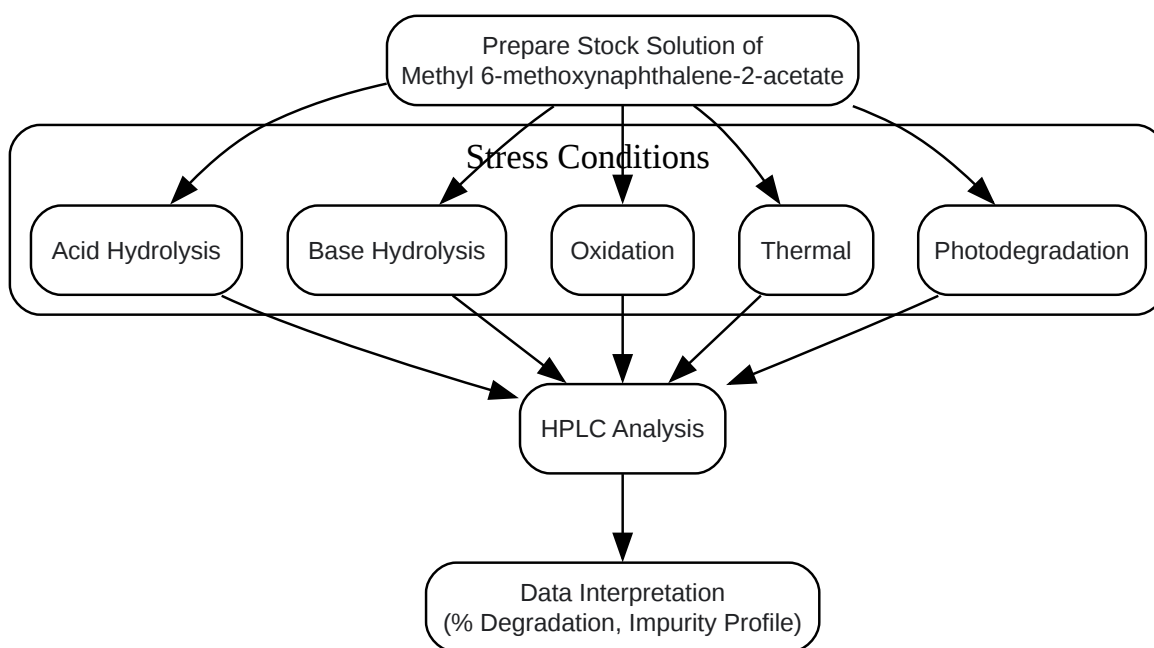 Prepare Stock Solution of
Methyl 6-methoxynaphthalene-2-acetate
Stress Conditions
Acid Hydrolysis
Base Hydrolysis
Oxidation
Thermal
Photodegradation
HPLC Analysis
Data Interpretation
(% Degradation, Impurity Profile)